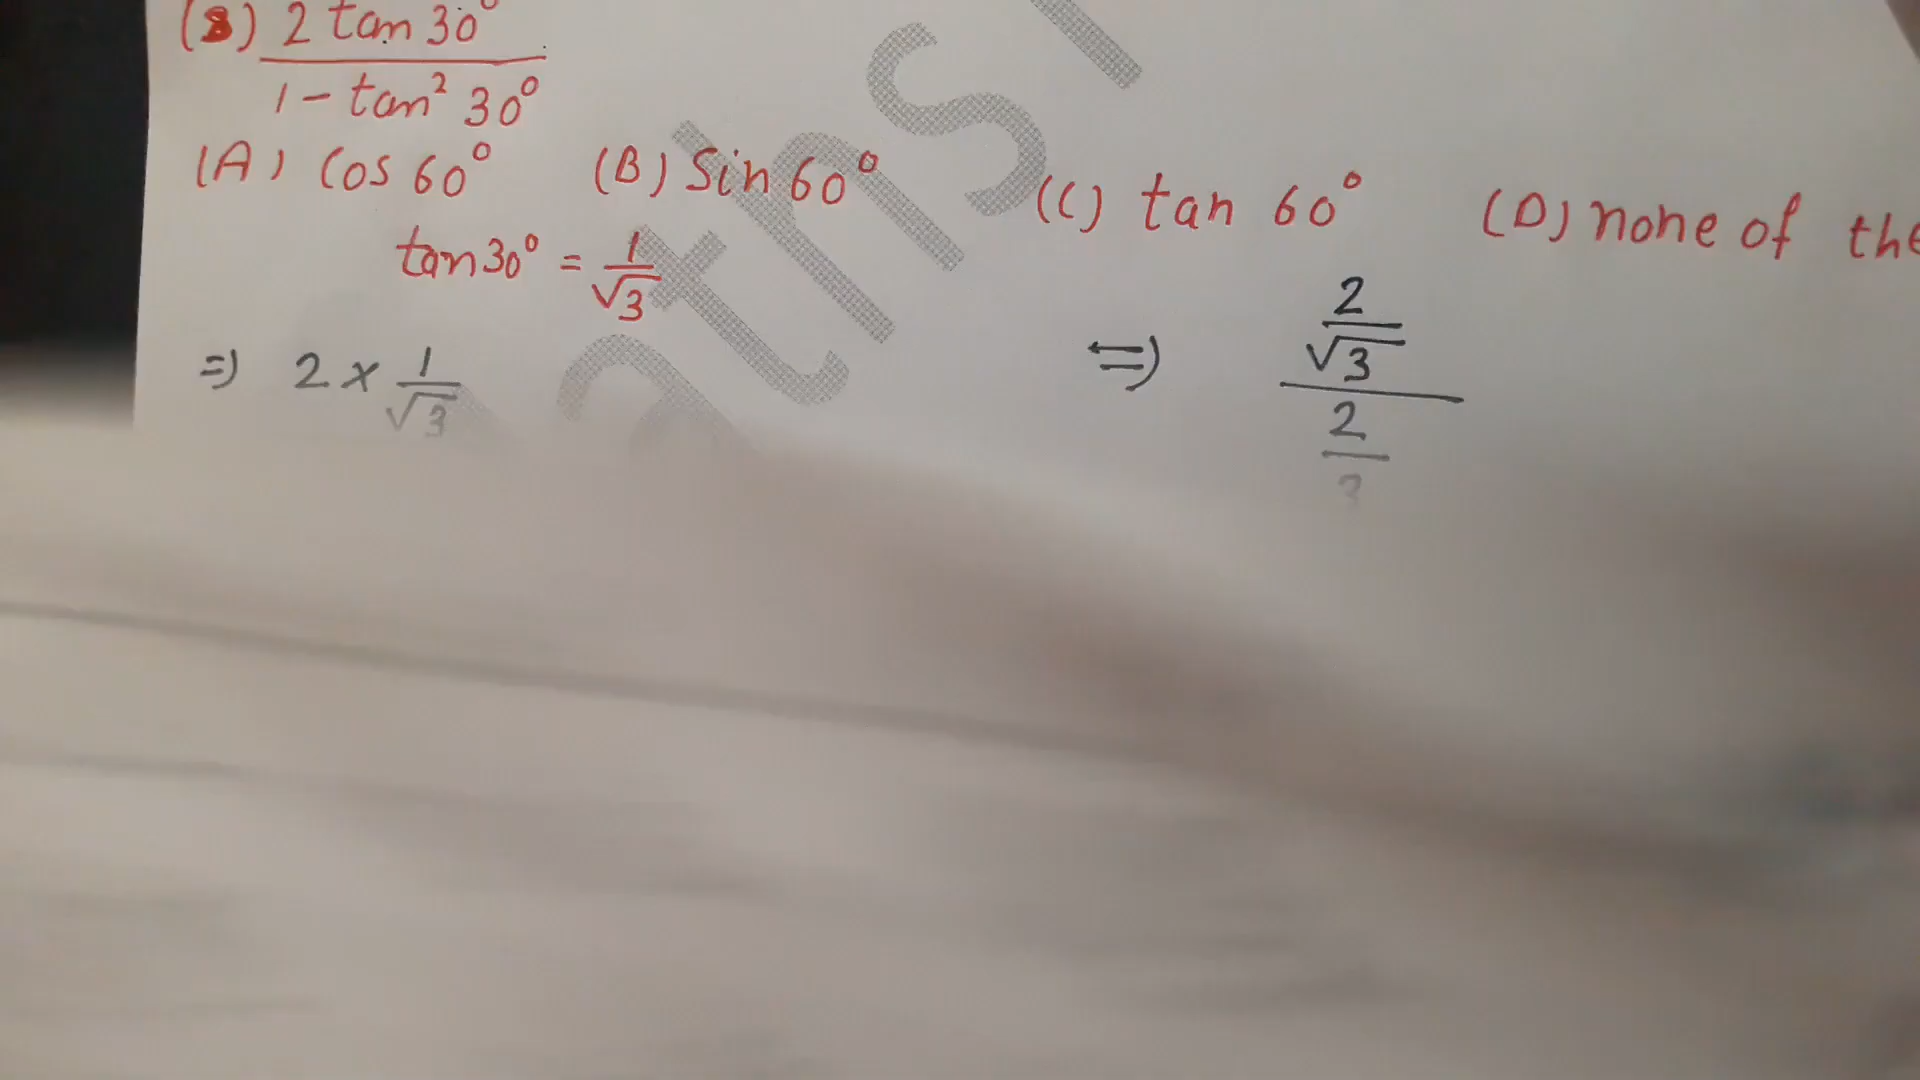 (8) 2 tan 30°
1 - tan² 30°
(A) Cos 60° (B) Sin 60° (C) tan 60° (D) none of the
tan 30° = 1/√3
=) 2 x 1/√3
=) 2/√3
2/3